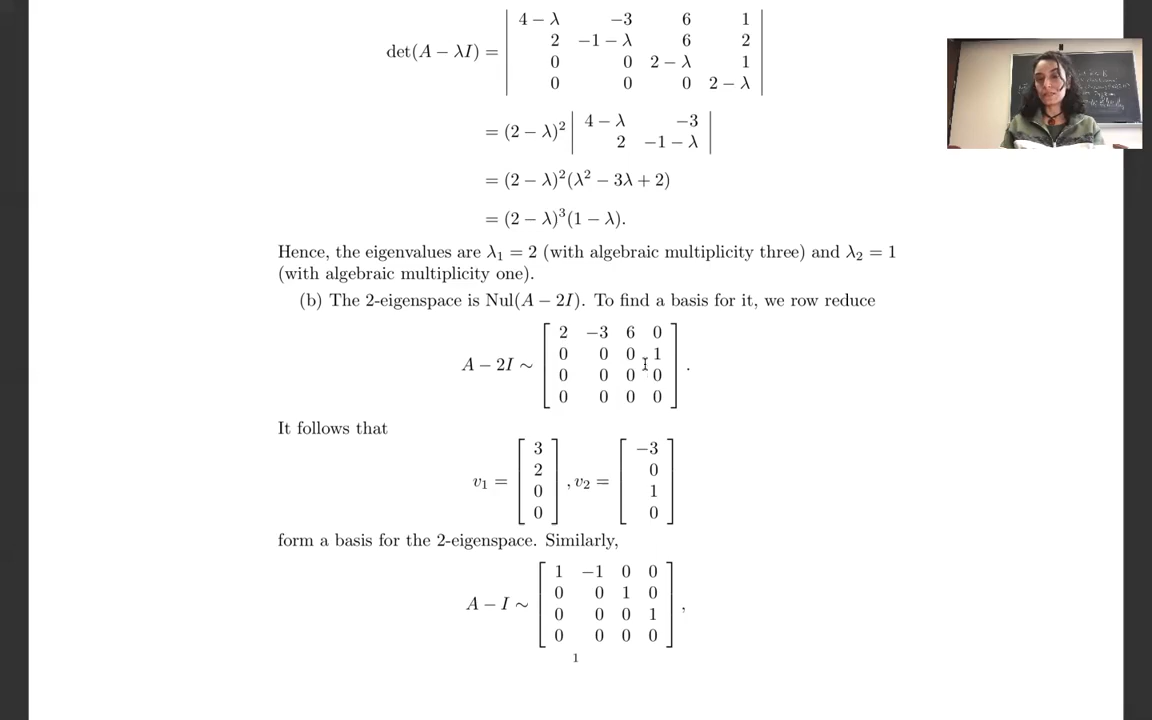 det(A − λI) = | 4 − λ −3 6 1 |
| 2 −1 − λ 6 2 |
| 0 0 2 − λ 1 |
| 0 0 0 2 − λ |
= (2 − λ)² | 4 − λ −3 |
| 2 −1 − λ |
= (2 − λ)²(λ² − 3λ + 2)
= (2 − λ)³(1 − λ).
Hence, the eigenvalues are λ₁ = 2 (with algebraic multiplicity three) and λ₂ = 1
(with algebraic multiplicity one).
(b) The 2-eigenspace is Nul(A − 2I). To find a basis for it, we row reduce
A − 2I ∼ [ 2 −3 6 0 ]
[ 0 0 0 1 ]
[ 0 0 0 0 ]
[ 0 0 0 0 ] .
It follows that
v₁ = [ 3 2 0 0 ] , v₂ = [ −3 0 1 0 ]
form a basis for the 2-eigenspace. Similarly,
A − I ∼ [ 1 −1 0 0 ]
[ 0 0 1 0 ]
[ 0 0 0 1 ]
[ 0 0 0 0 ] ,
1